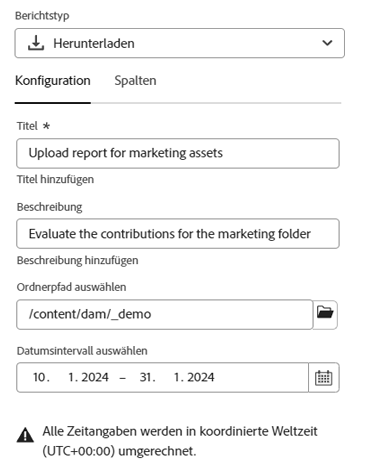 Berichtstyp
Herunterladen
Konfiguration Spalten
Titel *
Upload report for marketing assets
Titel hinzufügen
Beschreibung
Evaluate the contributions for the marketing folder
Beschreibung hinzufügen
Ordnerpfad auswählen
/content/dam/_demo
Datumsintervall auswählen
10. 1. 2024 – 31. 1. 2024
Alle Zeitangaben werden in koordinierte Weltzeit
(UTC+00:00) umgerechnet.